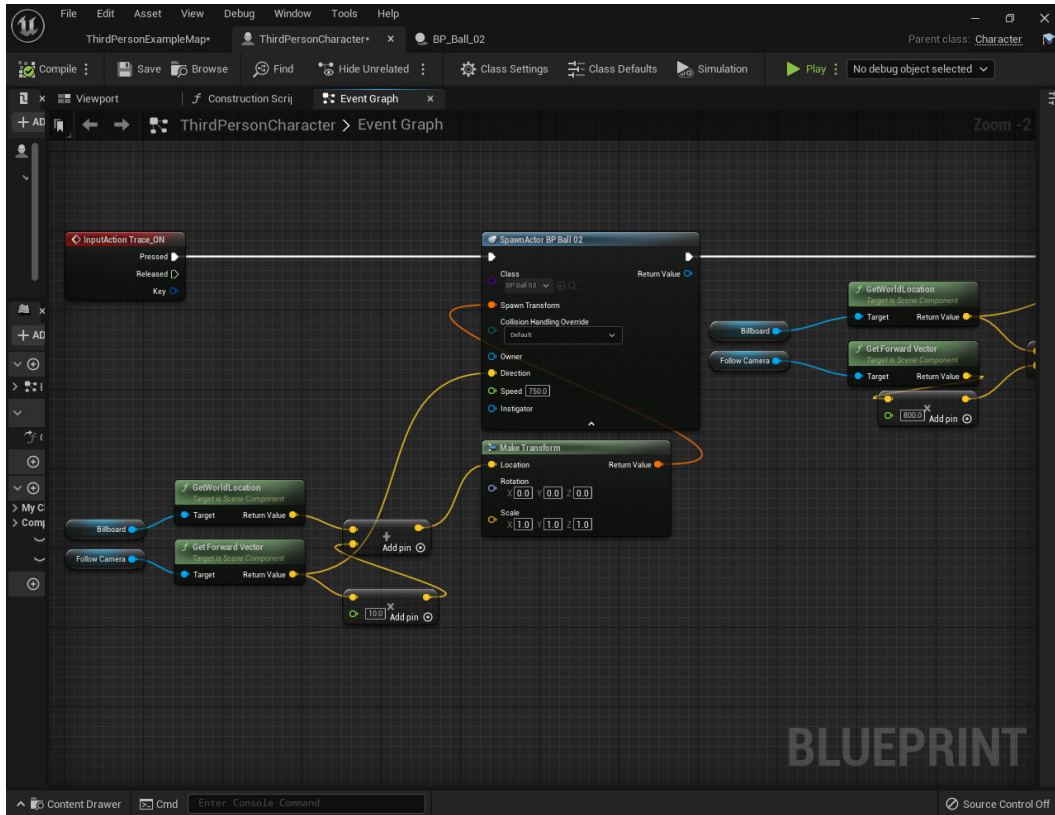 File Edit Asset View Debug Window Tools Help
ThirdPersonExampleMap• ThirdPersonCharacter• × BP_Ball_02 Parent class: Character
Compile Save Browse Find Hide Unrelated Class Settings Class Defaults Simulation Play No debug object selected
Viewport Construction Scrip Event Graph ×
+ AD ThirdPersonCharacter > Event Graph Zoom -2
InputAction Trace_ON
Pressed
Released
Key
SpawnActor BP Ball 02
Class Return Value
BP Ball 02
Spawn Transform
Collision Handling Override
Default
Owner
Direction
Speed 750.0
Instigator
GetWorldLocation
Target is Scene Component
Target Return Value
Billboard
Get Forward Vector
Target is Scene Component
Follow Camera
Target Return Value
800.0 × Add pin
+ AD
Make Transform
Location Return Value
Rotation
X 0.0 Y 0.0 Z 0.0
Scale
X 1.0 Y 1.0 Z 1.0
GetWorldLocation
Target is Scene Component
Target Return Value
Billboard
+ Add pin
Get Forward Vector
Target is Scene Component
Follow Camera
Target Return Value
10.0 × Add pin
My C
Comp
BLUEPRINT
Content Drawer Cmd Enter Console Command Source Control Off